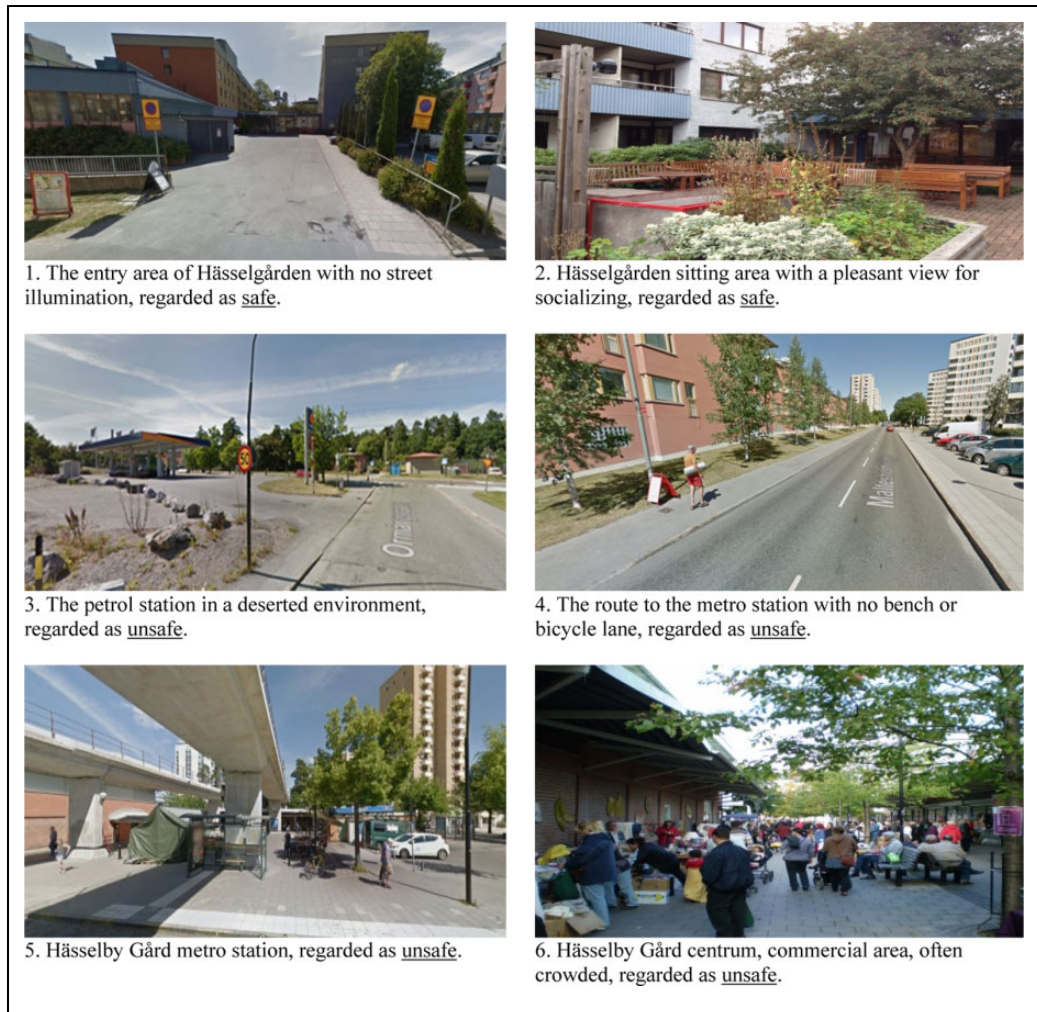 1. The entry area of Hässelgården with no street
illumination, regarded as safe.
2. Hässelgården sitting area with a pleasant view for
socializing, regarded as safe.
50
3. The petrol station in a deserted environment,
regarded as unsafe.
4. The route to the metro station with no bench or
bicycle lane, regarded as unsafe.
5. Hässelby Gård metro station, regarded as unsafe.
6. Hässelby Gård centrum, commercial area, often
crowded, regarded as unsafe.